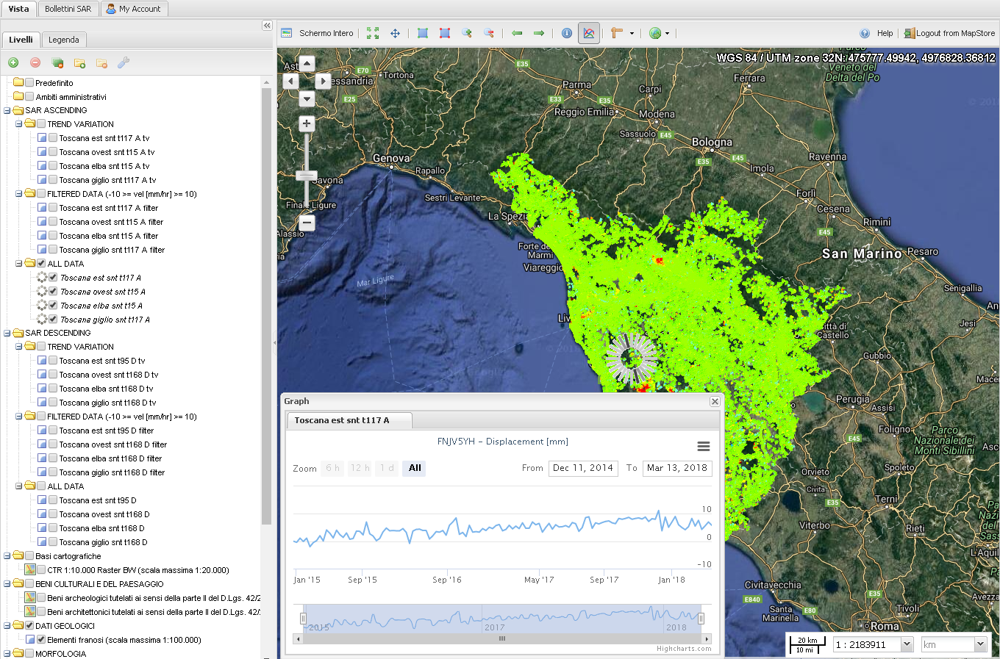 Vista
Bollettini SAR
My Account
Livelli
Legenda
Schermo Intero
Help
Logout from MapStore
Predefinito
Ambiti amministrativi
SAR ASCENDING
TREND VARIATION
Toscana est snt t117 A tv
Toscana ovest snt t15 A tv
Toscana elba snt t15 A tv
Toscana giglio snt t117 A tv
FILTERED DATA (-10 >= vel [mm/hr] >= 10)
Toscana est snt t117 A filter
Toscana ovest snt t15 A filter
Toscana elba snt t15 A filter
Toscana giglio snt t117 A filter
ALL DATA
Toscana est snt t117 A
Toscana ovest snt t15 A
Toscana elba snt t15 A
Toscana giglio snt t117 A
SAR DESCENDING
TREND VARIATION
Toscana est snt t95 D tv
Toscana ovest snt t168 D tv
Toscana elba snt t168 D tv
Toscana giglio snt t168 D tv
FILTERED DATA (-10 >= vel [mm/hr] >= 10)
Toscana est snt t95 D filter
Toscana ovest snt t168 D filter
Toscana elba snt t168 D filter
Toscana giglio snt t168 D filter
ALL DATA
Toscana est snt t95 D
Toscana ovest snt t168 D
Toscana elba snt t168 D
Toscana giglio snt t168 D
Basi cartografiche
CTR 1:10.000 Raster BW (scala massima 1:20.000)
BENI CULTURALI E DEL PAESAGGIO
Beni archeologici tutelati ai sensi della parte II del D.Lgs. 42/2
Beni architettonici tutelati ai sensi della parte II del D.Lgs. 42/2
DATI GEOLOGICI
Elementi franosi (scala massima 1:100.000)
MORFOLOGIA
WGS 84 / UTM zone 32N: 475777.49942, 4976828.36812
Parco
Veneto del
Delta del Po
Ast
E70
Tortona
essandria
E25
E35
Parma
E33
E35
Reggio Emilia
Carpi
Modena
Sassuolo
E45
Ferrara
Bologna
E35
E45
Imola
Ravenna
Forlì
Cesena
Rimini
E45
San Marino
Pesaro
Senigallia
An
Jesi
Genova
Rapallo
Savona
Sestri Levante
Finale Ligure
La Spezia
Alassio
ia
Forte dei
Marmi
Viareggio
Mar Ligure
Liv
Città di
Castello
Gubbio
Mace
Perugia
Assisi
Foligno
E45
Parco
Nazionale dei
Monti Sibillini
Orvieto
Spoleto
Civita
E35
Terni
Viterbo
Rieti
Pa
Nazi
del
Sass
L'Aquil
Civitavecchia
E840
Santa
Marinella
E80
E35
Tivoli
Avezza
Roma
Graph
Toscana est snt t117 A
FNJV5YH – Displacement [mm]
Zoom
6 h
12 h
1 d
All
From
Dec 11, 2014
To
Mar 13, 2018
10
0
-10
Jan '15
Sep '15
Sep '16
May '17
Sep '17
Jan '18
2015
2017
2018
Highcharts.com
20 km
10 mi
1 : 2183911
km